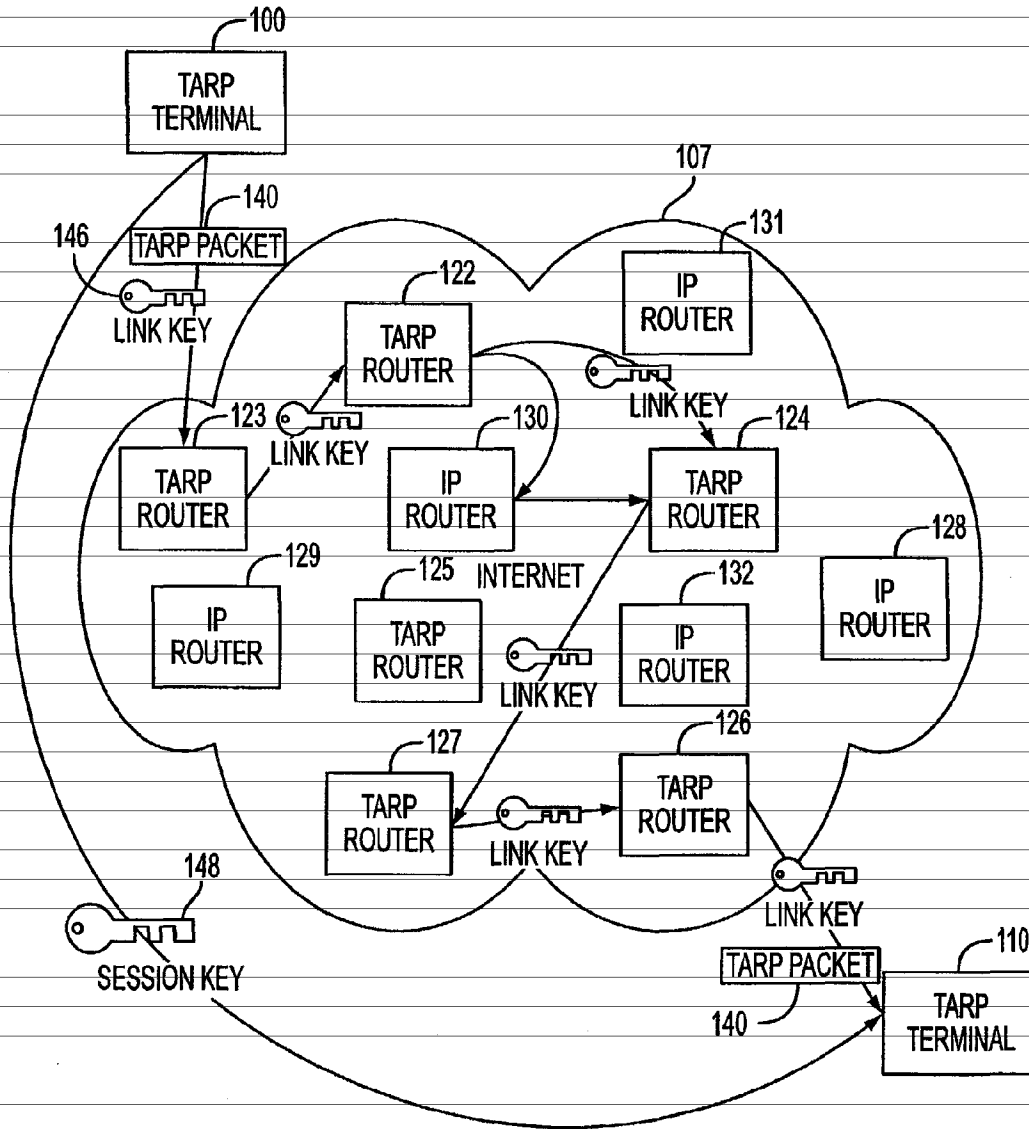 100
TARP
TERMINAL
107
140
TARP PACKET
146
LINK KEY
131
IP
ROUTER
122
TARP
ROUTER
LINK KEY
123
TARP
ROUTER
LINK KEY
130
IP
ROUTER
124
TARP
ROUTER
129
IP
ROUTER
125
TARP
ROUTER
INTERNET
132
IP
ROUTER
128
IP
ROUTER
LINK KEY
127
TARP
ROUTER
126
TARP
ROUTER
LINK KEY
148
SESSION KEY
LINK KEY
TARP PACKET
140
110
TARP
TERMINAL